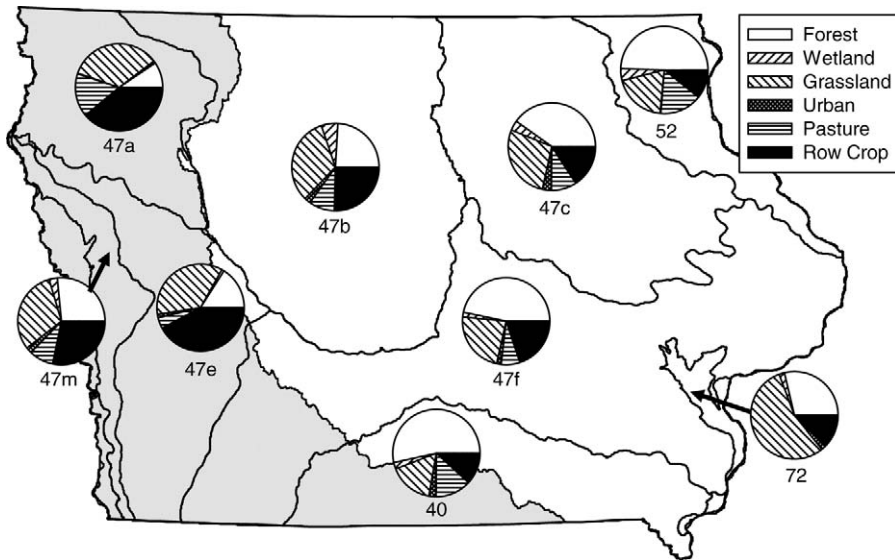 Forest
Wetland
Grassland
Urban
Pasture
Row Crop
52
47a
47b
47c
47m
47e
47f
72
40